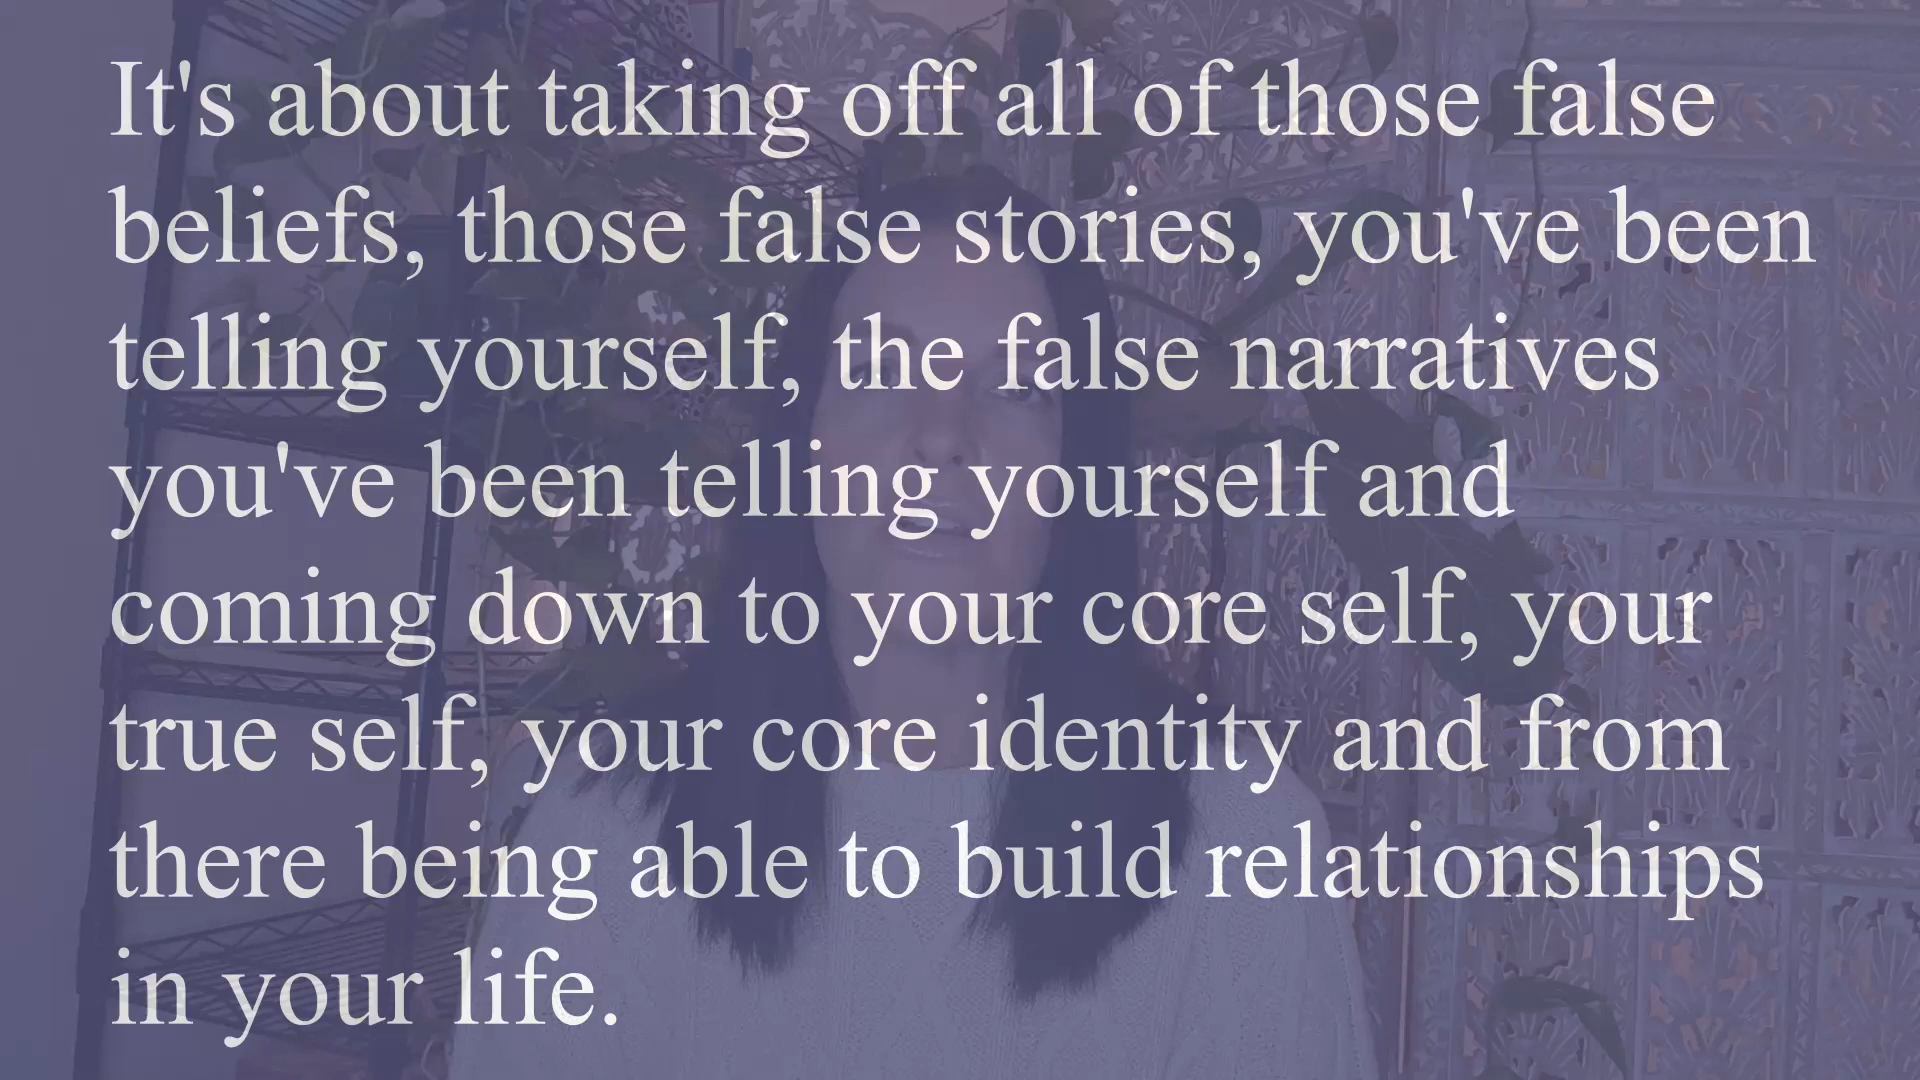 It's about taking off all of those false
beliefs, those false stories, you've been
telling yourself, the false narratives
you've been telling yourself and
coming down to your core self, your
true self, your core identity and from
there being able to build relationships
in your life.